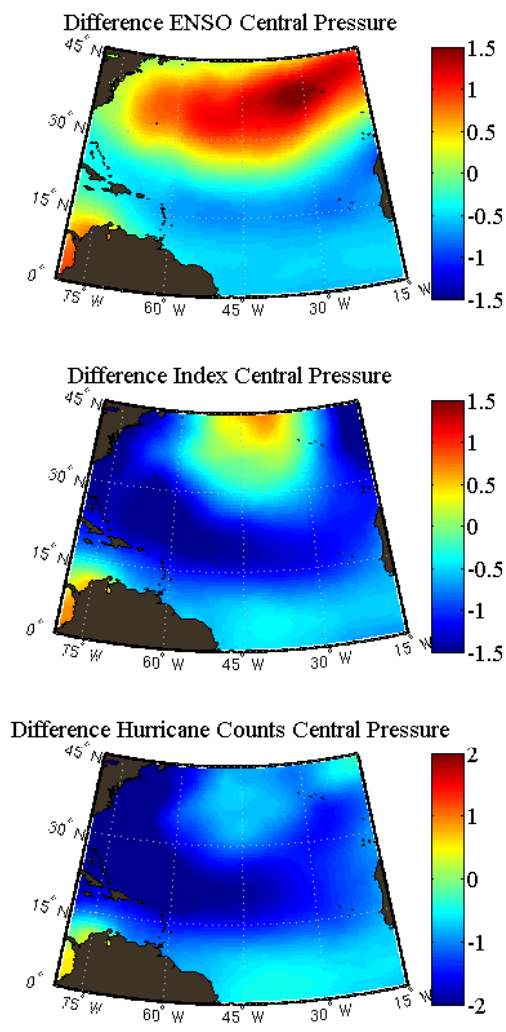 Difference ENSO Central Pressure
45° N
30° N
15° N
0°
75° W
60° W
45° W
30° W
15° W
1.5
1
0.5
0
-0.5
-1
-1.5
Difference Index Central Pressure
45° N
30° N
15° N
0°
75° W
60° W
45° W
30° W
15° W
1.5
1
0.5
0
-0.5
-1
-1.5
Difference Hurricane Counts Central Pressure
45° N
30° N
15° N
0°
75° W
60° W
45° W
30° W
15° W
2
1
0
-1
-2